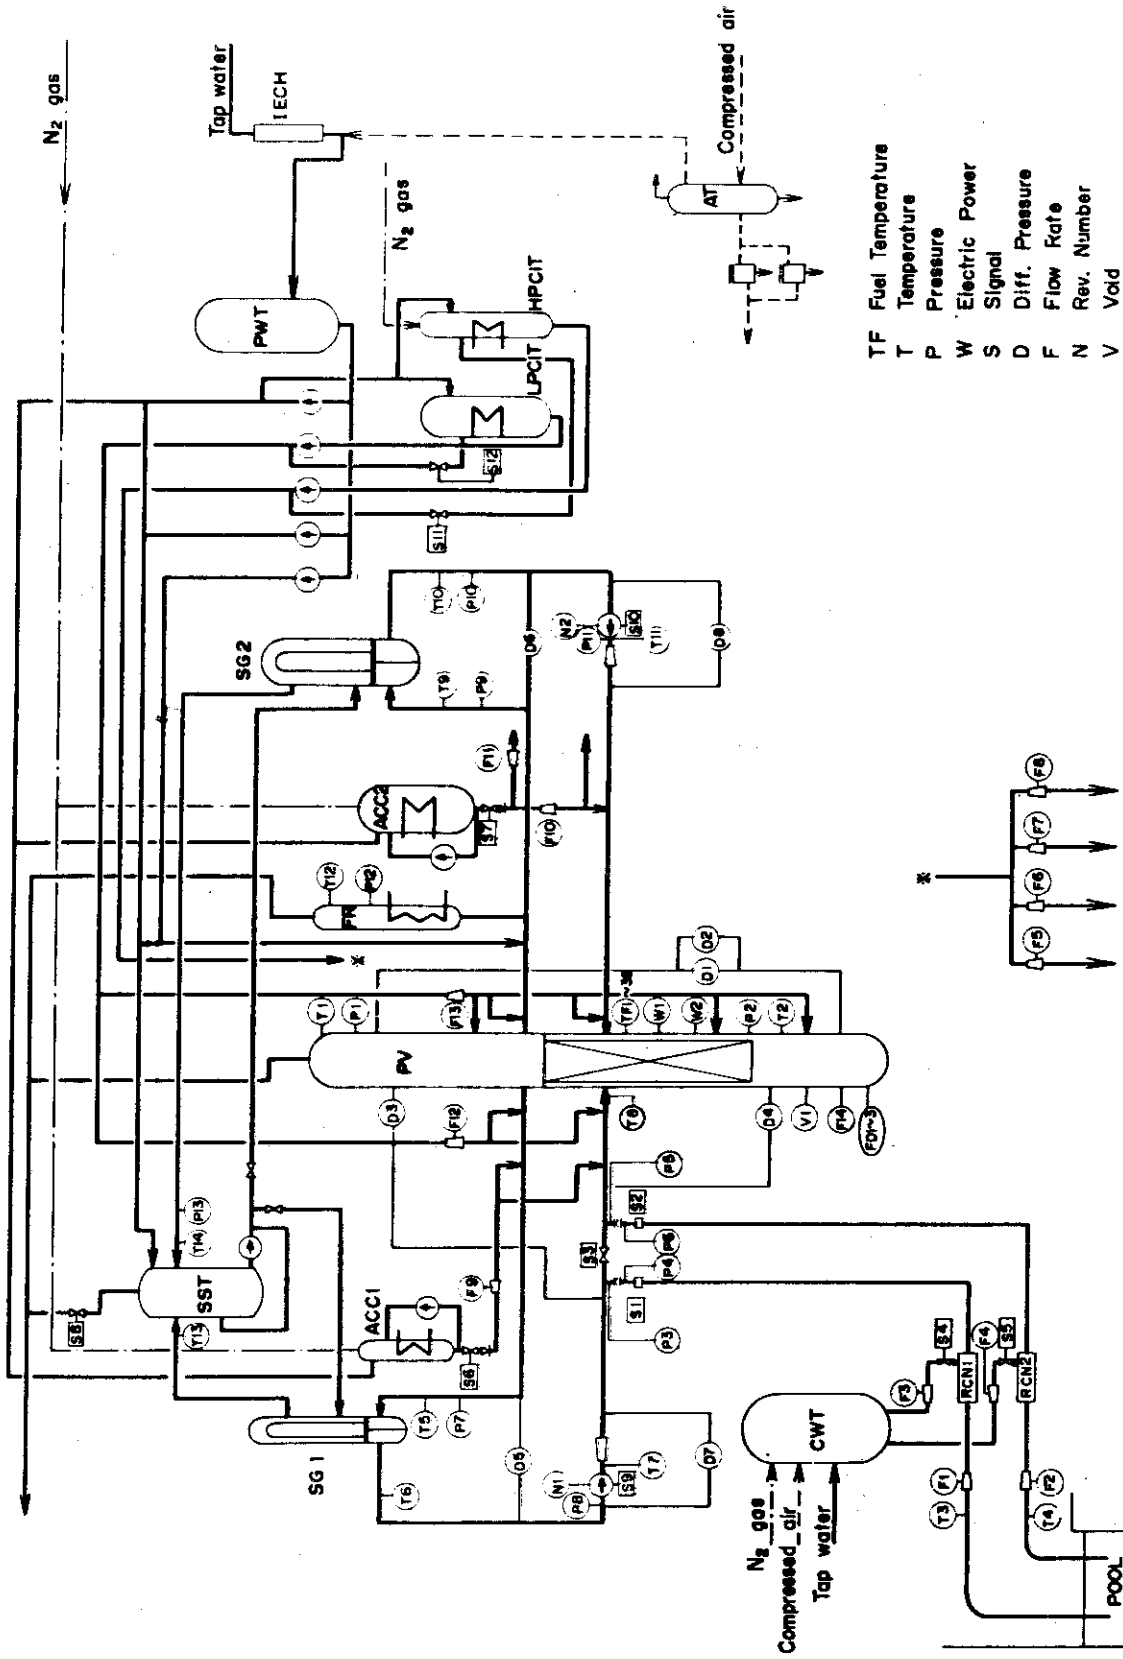 N₂ gas
Tap water
IECH
PWT
N₂ gas
HPCIT
LPCIT
AT
Compressed air
S12
S11
SG2
T10
P10
N2
P11
S10
T11
D6
D8
T9
P9
ACC2
S7
F11
F10
T12
P12
PR
*
T1
P1
F13
PV
D3
F12
D1
D2
TF1~36
W1
W2
P2
T2
T8
D4
V1
F14
FD1~3
SST
S8
T13
T14
P13
ACC1
S6
F9
SG1
T5
P7
T6
D5
N1
P8
S9
T7
D7
S3
S2
S1
P3
P4
P6
CWT
N₂ gas
Compressed air
Tap water
F3
F4
S4
S5
RCN1
RCN2
F1
F2
T3
T4
POOL
*
F5
F6
F7
F8
TF Fuel Temperature
T Temperature
P Pressure
W Electric Power
S Signal
D Diff. Pressure
F Flow Rate
N Rev. Number
V Void